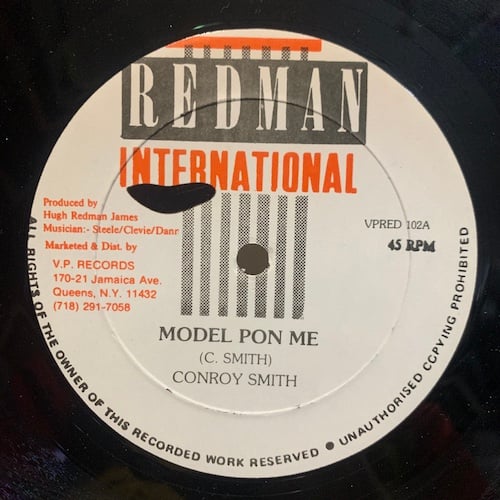 REDMAN
INTERNATIONAL
Produced by
Hugh Redman James
Musician:- Steele/Clevie/Dann
Marketed & Dist. by
V.P. RECORDS
170-21 Jamaica Ave.
Queens, N.Y. 11432
(718) 291-7058
VPRED 102A
45 RPM
MODEL PON ME
(C. SMITH)
CONROY SMITH
ALL RIGHTS OF THE OWNER OF THIS RECORDED WORK RESERVED ● UNAUTHORISED COPYING PROHIBITED